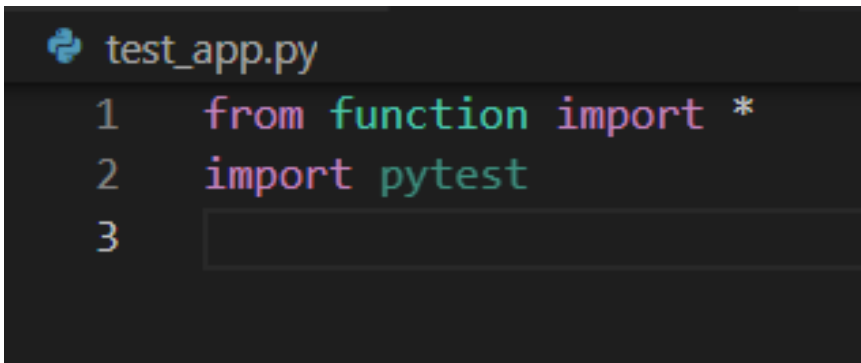 test_app.py
1 from function import *
2 import pytest
3